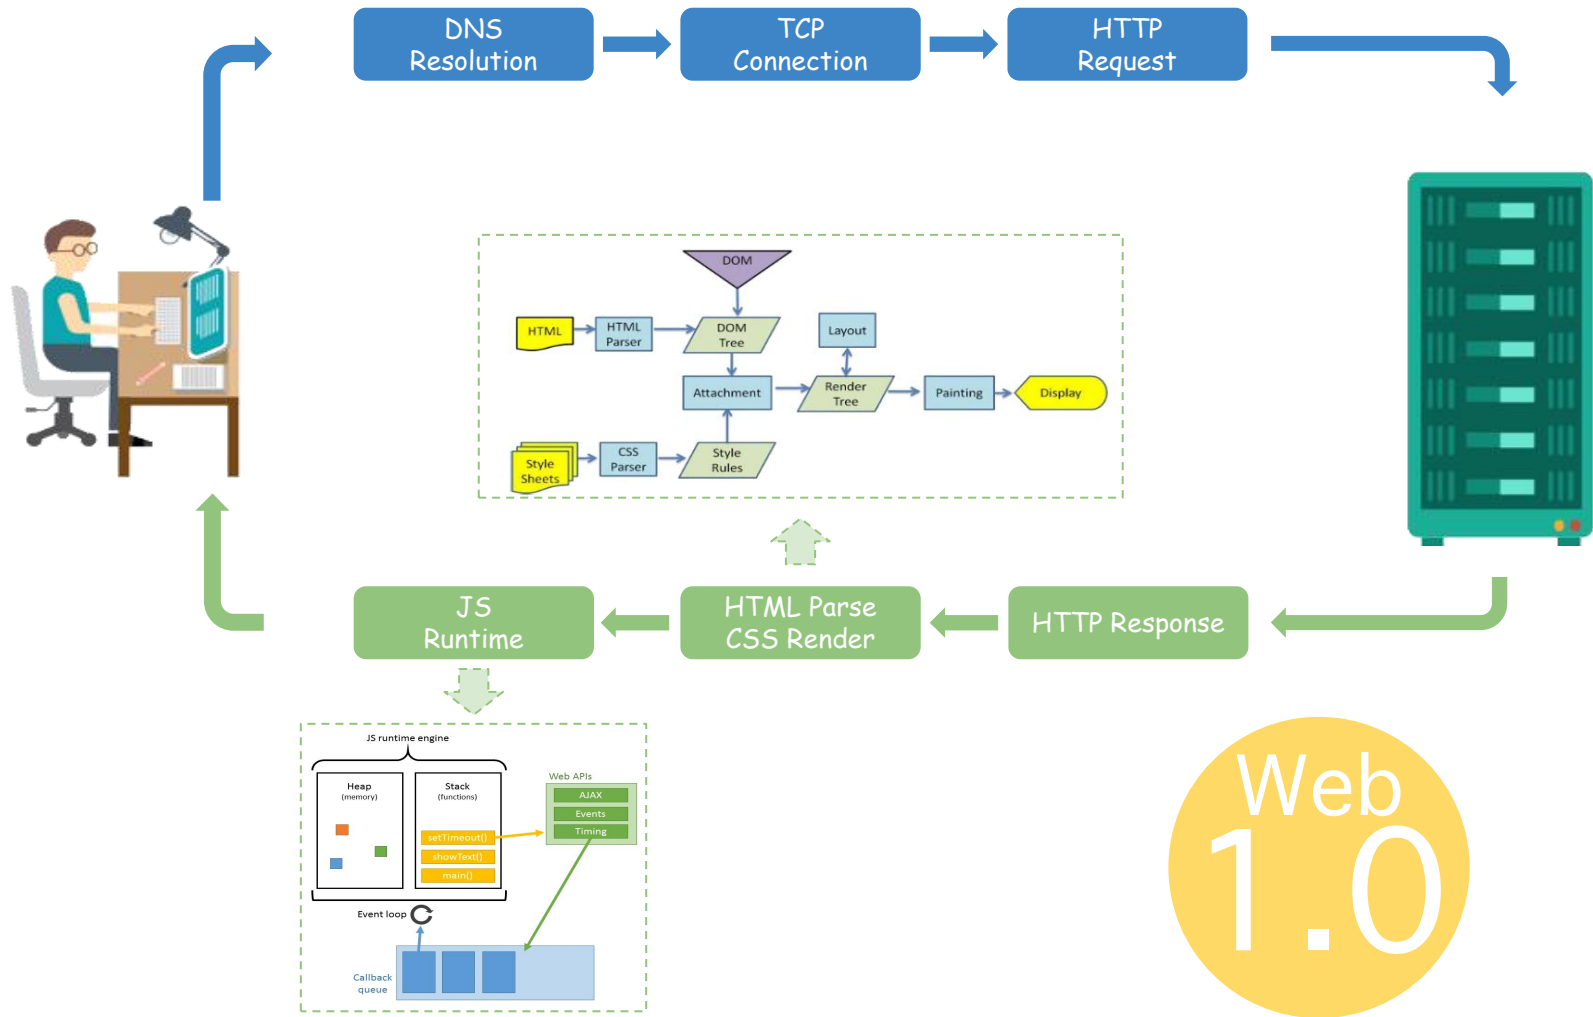 DNS
Resolution
TCP
Connection
HTTP
Request
DOM
HTML
HTML
Parser
DOM
Tree
Layout
Attachment
Render
Tree
Painting
Display
Style
Sheets
CSS
Parser
Style
Rules
JS
Runtime
HTML Parse
CSS Render
HTTP Response
JS runtime engine
Heap
(memory)
Stack
(functions)
setTimeout()
showText()
main()
Web APIs
AJAX
Events
Timing
Event loop
Callback
queue
Web
1.0